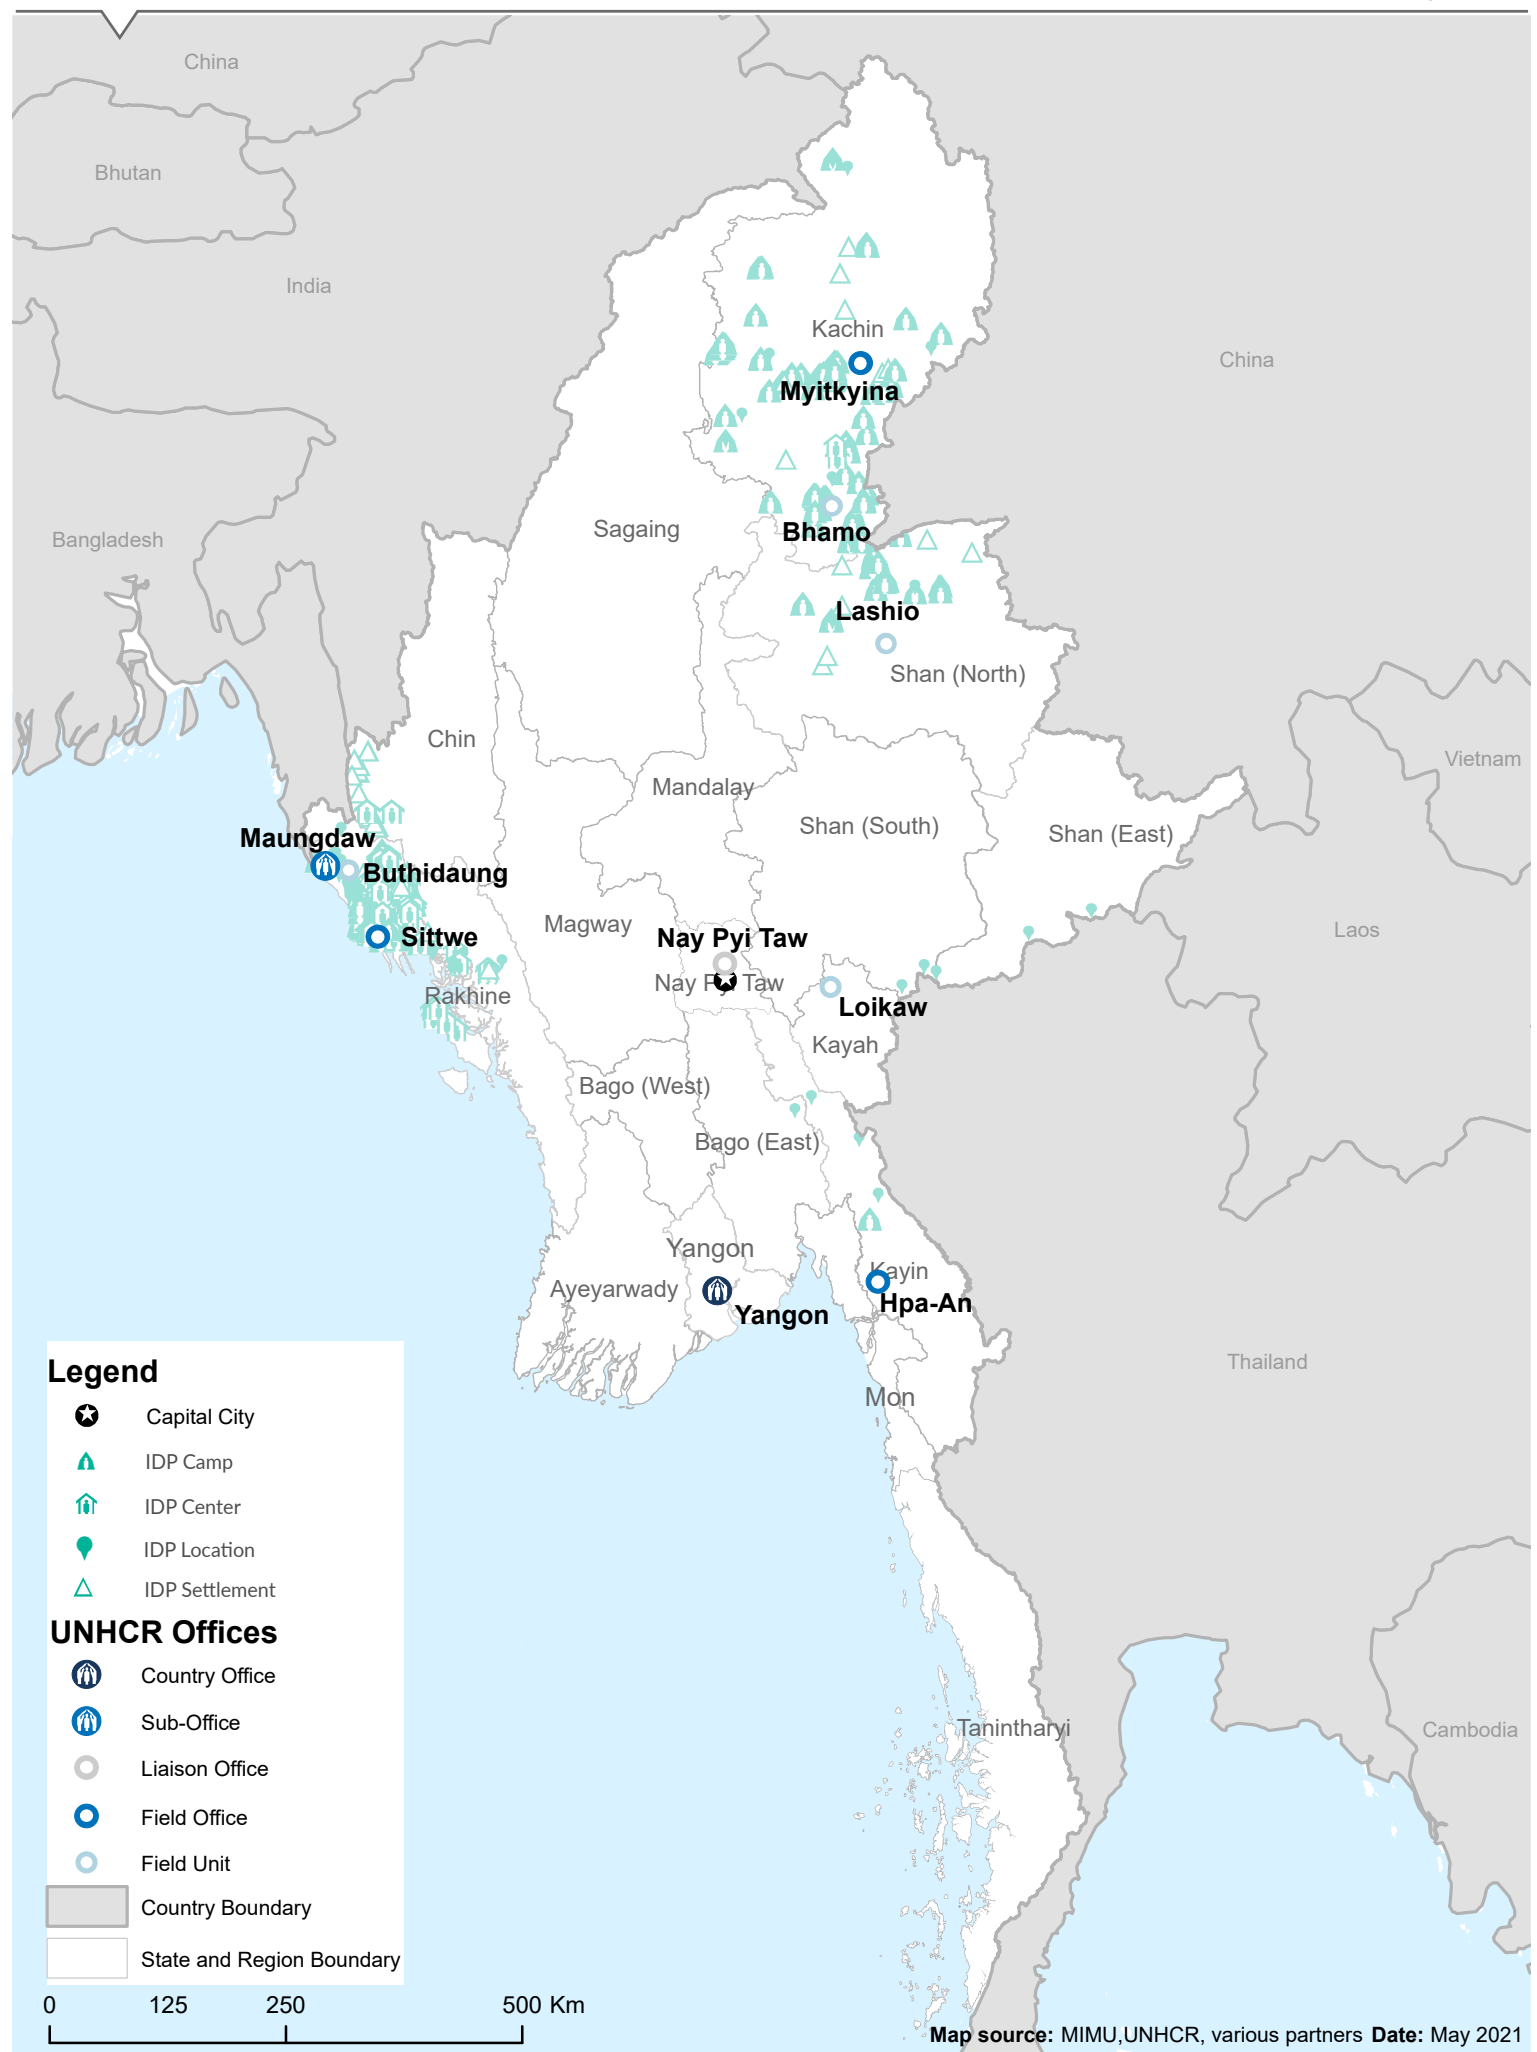 China
Bhutan
India
Kachin
China
Myitkyina
Sagaing
Bhamo
Bangladesh
Lashio
Shan (North)
Chin
Vietnam
Mandalay
Shan (South)
Shan (East)
Maungdaw
Buthidaung
Magway
Laos
Sittwe
Nay Pyi Taw
Nay Pyi Taw
Rakhine
Loikaw
Kayah
Bago (West)
Bago (East)
Yangon
Kayin
Ayeyarwady
Hpa-An
Yangon
Thailand
Mon
Tanintharyi
Cambodia
Legend
Capital City
IDP Camp
IDP Center
IDP Location
IDP Settlement
UNHCR Offices
Country Office
Sub-Office
Liaison Office
Field Office
Field Unit
Country Boundary
State and Region Boundary
0 125 250 500 Km
Map source: MIMU,UNHCR, various partners Date: May 2021